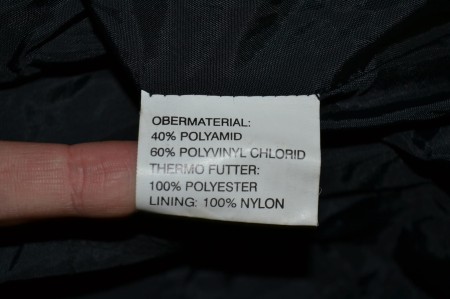 OBERMATERIAL:
40% POLYAMID
60% POLYVINYL CHLORID
THERMO FUTTER:
100% POLYESTER
LINING: 100% NYLON